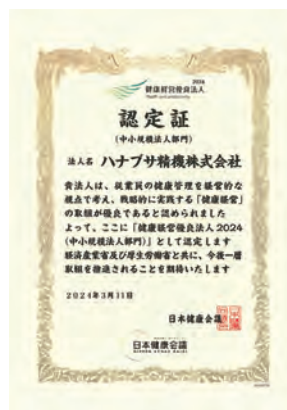 2024
健康経営優良法人
Health and productivity
認定証
(中小規模法人部門)
法人名 ハナブサ精機株式会社
貴法人は、従業員の健康管理を経営的な
視点で考え、戦略的に実践する「健康経営」
の取組が優良であると認められました
よって、ここに「健康経営優良法人2024
(中小規模法人部門)」として認定します
経済産業省及び厚生労働省と共に、今後一層
取組を推進されることを期待いたします
2024年3月11日
日本健康会議
日本健康会議
NIPPON KENKO KAIGI